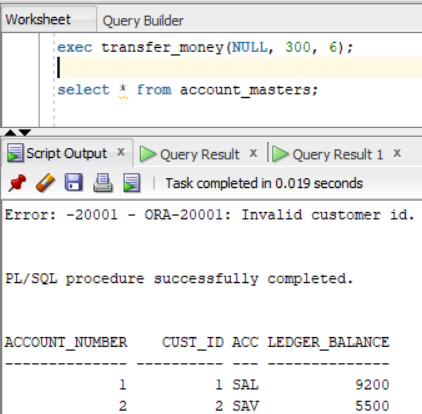 Worksheet Query Builder
exec transfer_money(NULL, 300, 6);
select * from account_masters;
Script Output x Query Result x Query Result 1 x
Task completed in 0.019 seconds
Error: -20001 - ORA-20001: Invalid customer id.
PL/SQL procedure successfully completed.
ACCOUNT_NUMBER CUST_ID ACC LEDGER_BALANCE
-------------- ---------- --- --------------
1 1 SAL 9200
2 2 SAV 5500